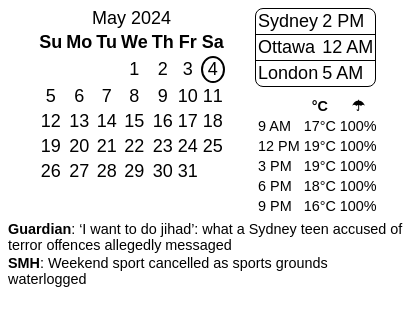 May 2024
Su Mo Tu We Th Fr Sa
1 2 3 4
5 6 7 8 9 10 11
12 13 14 15 16 17 18
19 20 21 22 23 24 25
26 27 28 29 30 31
Sydney 2 PM
Ottawa 12 AM
London 5 AM
°C ☂
9 AM 17°C 100%
12 PM 19°C 100%
3 PM 19°C 100%
6 PM 18°C 100%
9 PM 16°C 100%
Guardian: ‘I want to do jihad’: what a Sydney teen accused of
terror offences allegedly messaged
SMH: Weekend sport cancelled as sports grounds
waterlogged